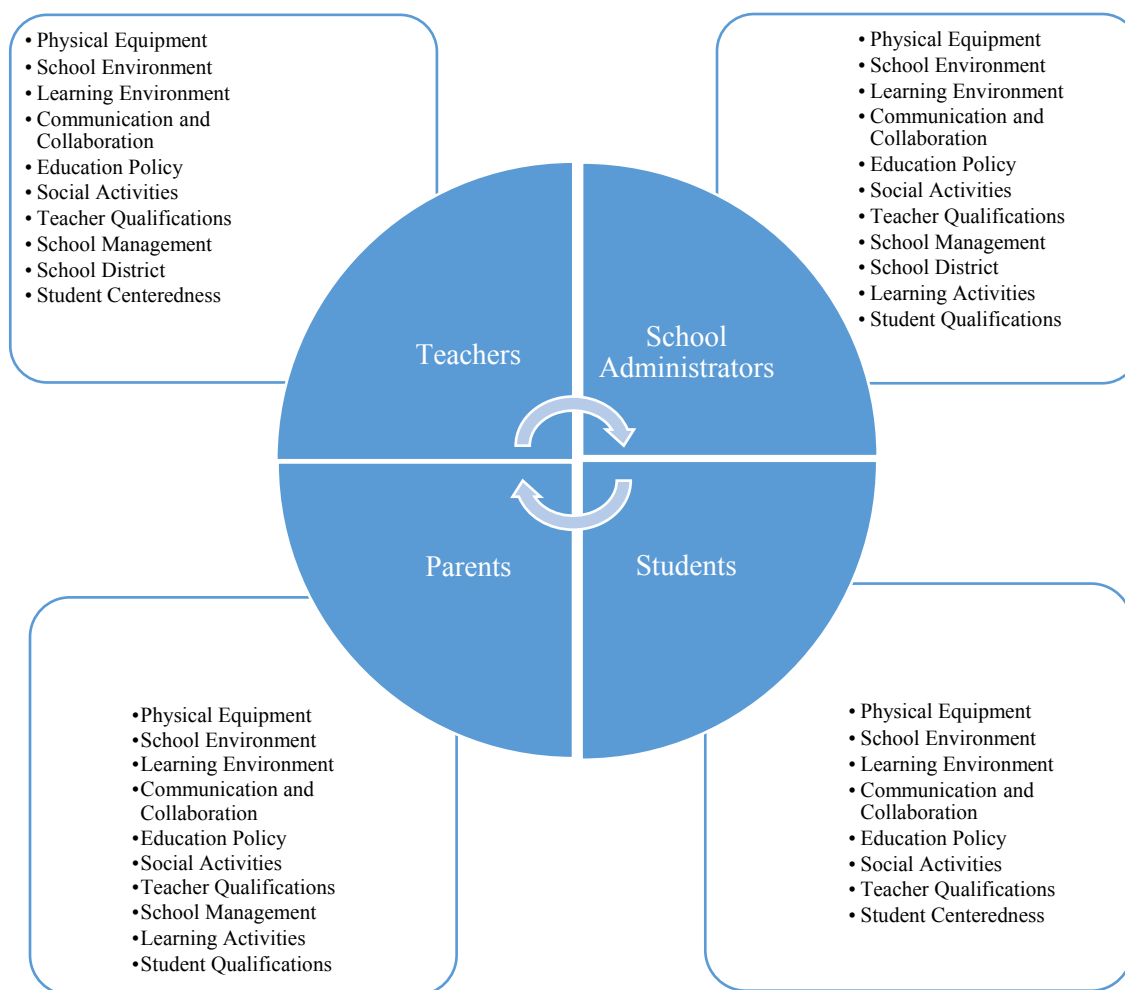 • Physical Equipment
• School Environment
• Learning Environment
• Communication and
Collaboration
• Education Policy
• Social Activities
• Teacher Qualifications
• School Management
• School District
• Student Centeredness
• Physical Equipment
• School Environment
• Learning Environment
• Communication and
Collaboration
• Education Policy
• Social Activities
• Teacher Qualifications
• School Management
• School District
• Learning Activities
• Student Qualifications
Teachers
School
Administrators
Parents
Students
•Physical Equipment
•School Environment
•Learning Environment
•Communication and
Collaboration
•Education Policy
•Social Activities
•Teacher Qualifications
•School Management
•Learning Activities
•Student Qualifications
• Physical Equipment
• School Environment
• Learning Environment
• Communication and
Collaboration
• Education Policy
• Social Activities
• Teacher Qualifications
• Student Centeredness